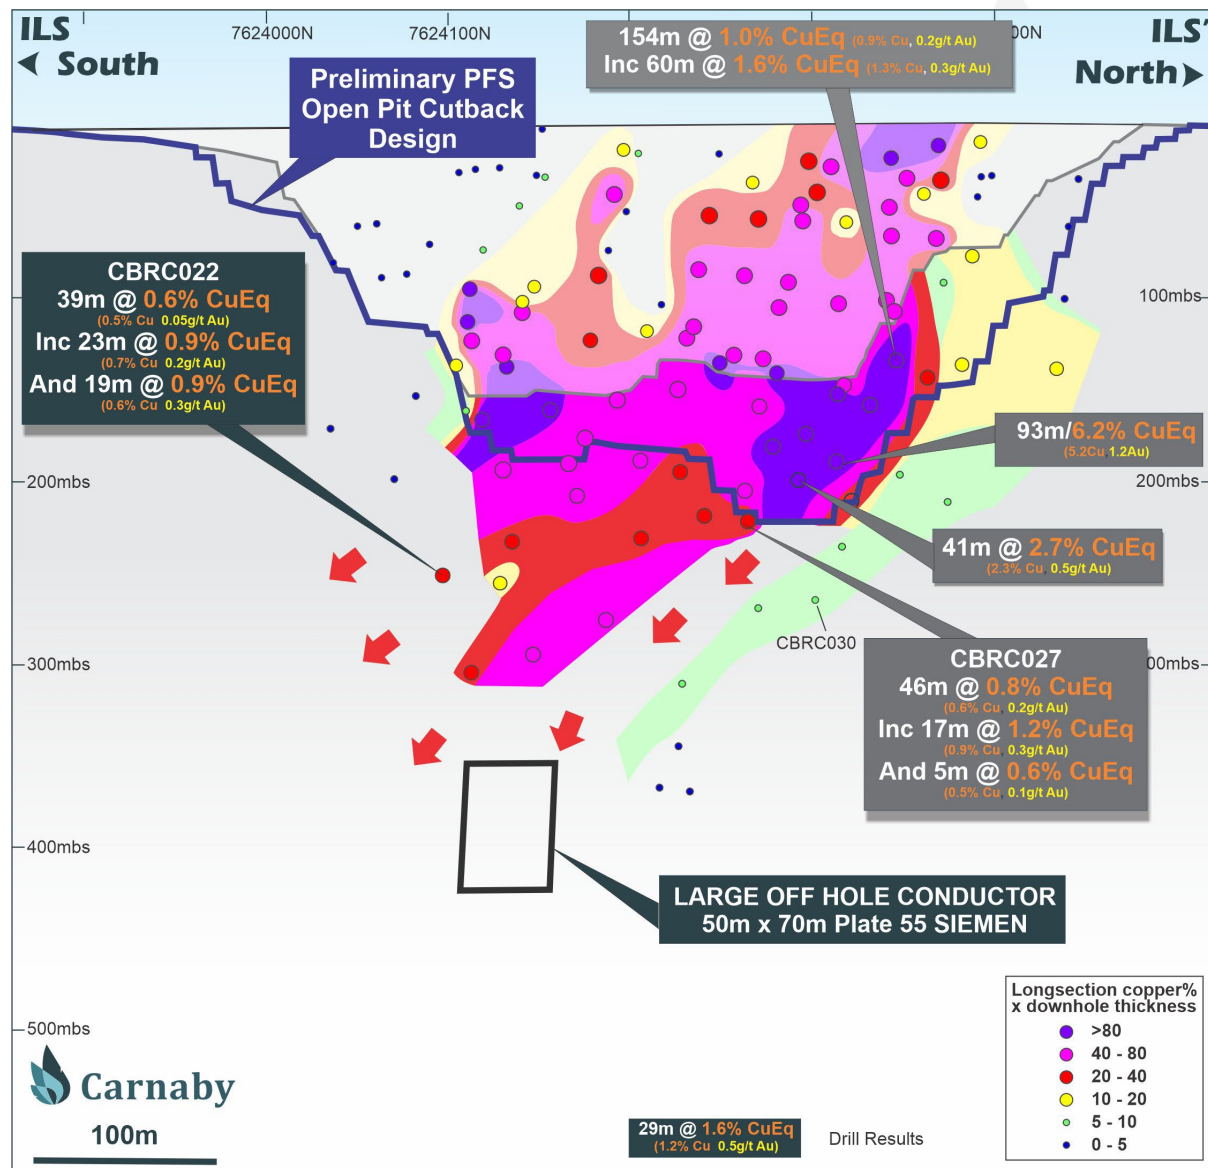 ILS
South
7624000N
7624100N
00N
ILS'
North
154m @ 1.0% CuEq (0.9% Cu, 0.2g/t Au)
Inc 60m @ 1.6% CuEq (1.3% Cu, 0.3g/t Au)
Preliminary PFS
Open Pit Cutback
Design
CBRC022
39m @ 0.6% CuEq
(0.5% Cu 0.05g/t Au)
Inc 23m @ 0.9% CuEq
(0.7% Cu 0.2g/t Au)
And 19m @ 0.9% CuEq
(0.6% Cu, 0.3g/t Au)
100mbs
93m/6.2% CuEq
(5.2Cu,1.2Au)
200mbs
200mbs
41m @ 2.7% CuEq
(2.3% Cu, 0.5g/t Au)
CBRC030
300mbs
00mbs
CBRC027
46m @ 0.8% CuEq
(0.6% Cu, 0.2g/t Au)
Inc 17m @ 1.2% CuEq
(0.9% Cu, 0.3g/t Au)
And 5m @ 0.6% CuEq
(0.5% Cu, 0.1g/t Au)
400mbs
LARGE OFF HOLE CONDUCTOR
50m x 70m Plate 55 SIEMEN
500mbs
Longsection copper%
x downhole thickness
>80
40 - 80
20 - 40
10 - 20
5 - 10
0 - 5
Carnaby
100m
29m @ 1.6% CuEq
(1.2% Cu 0.5g/t Au)
Drill Results